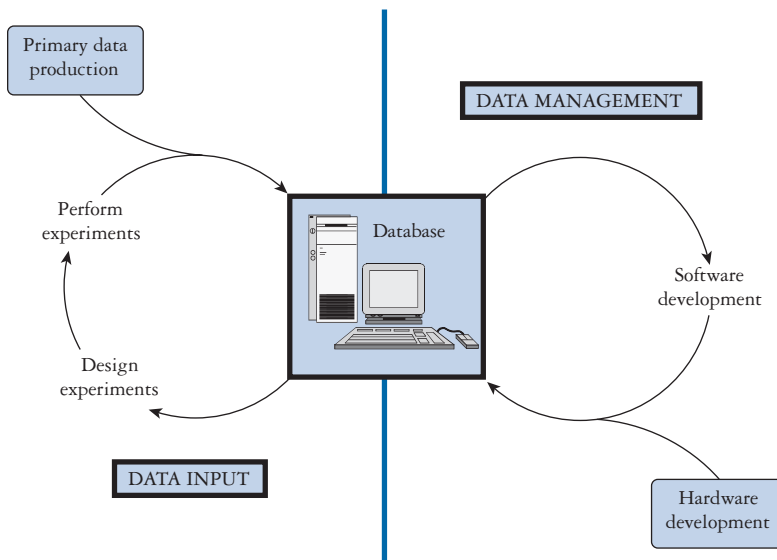 Primary data
production
DATA MANAGEMENT
Perform
experiments
Database
Software
development
Design
experiments
DATA INPUT
Hardware
development